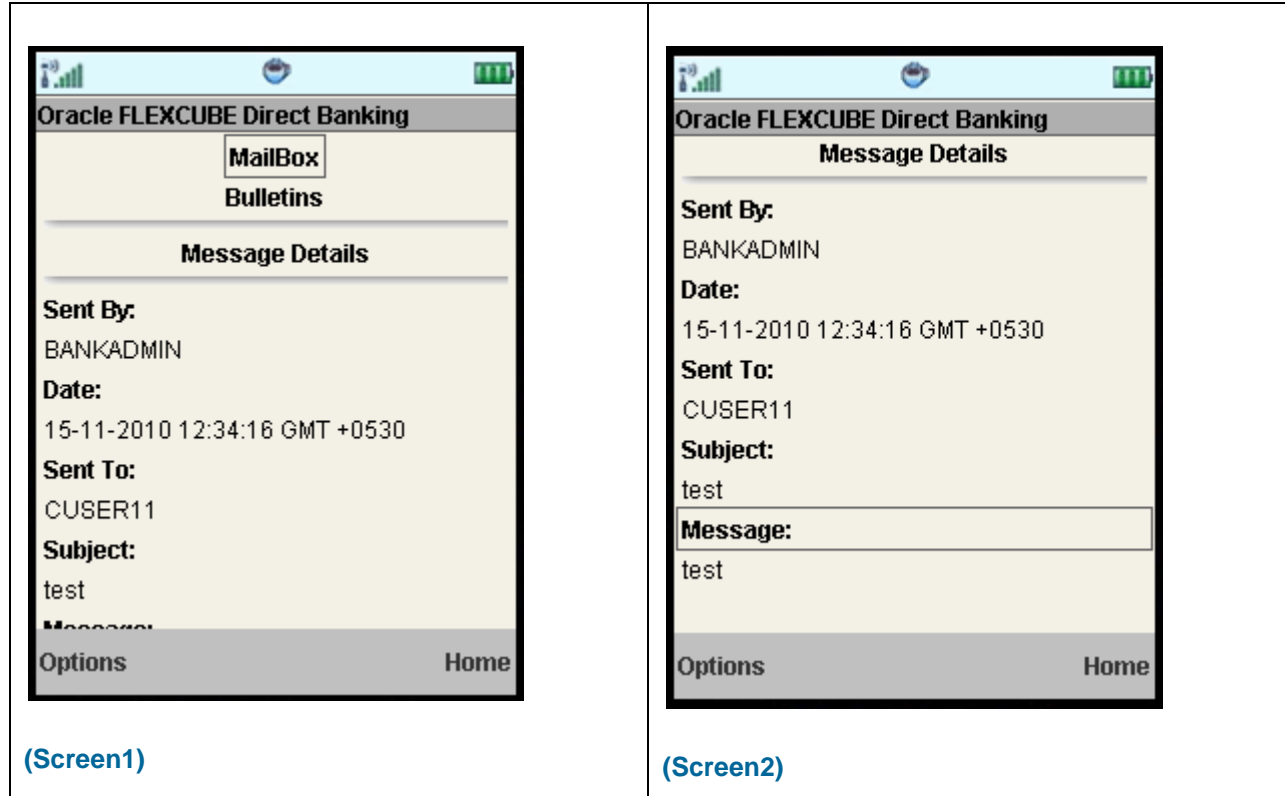 Oracle FLEXCUBE Direct Banking
MailBox
Bulletins
Message Details
Sent By:
BANKADMIN
Date:
15-11-2010 12:34:16 GMT +0530
Sent To:
CUSER11
Subject:
test
Message:
Options Home
(Screen1)
Oracle FLEXCUBE Direct Banking
Message Details
Sent By:
BANKADMIN
Date:
15-11-2010 12:34:16 GMT +0530
Sent To:
CUSER11
Subject:
test
Message:
test
Options Home
(Screen2)